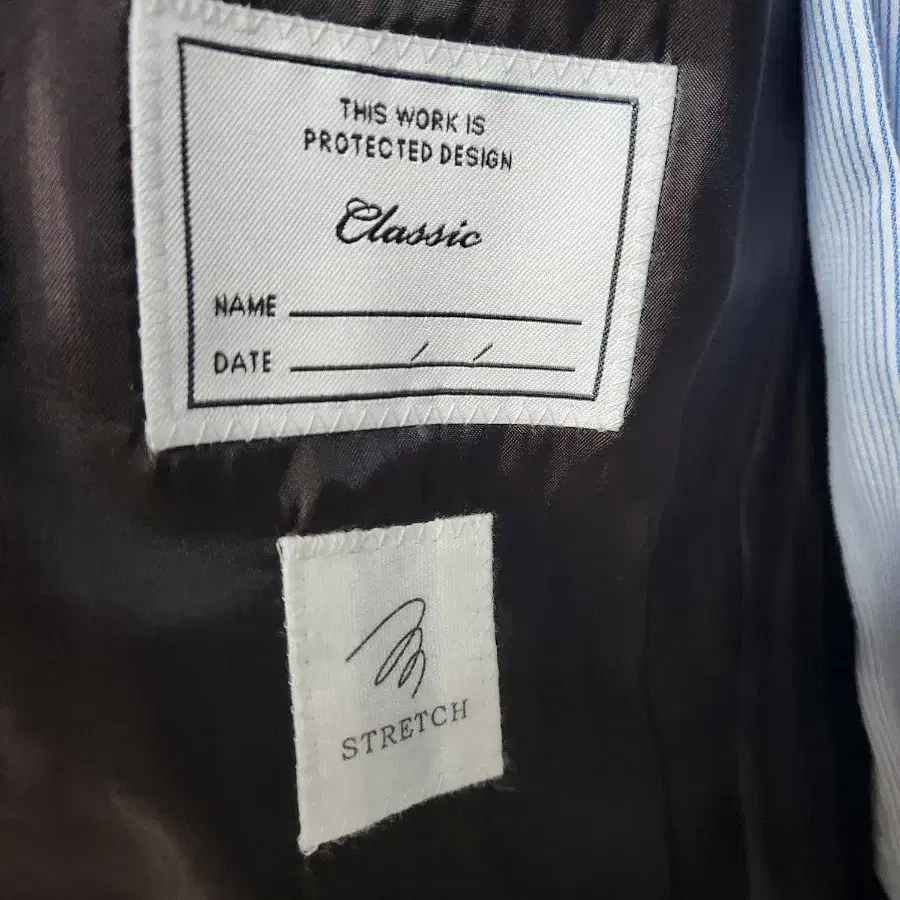 THIS WORK IS
PROTECTED DESIGN
Classic
NAME
DATE / /
STRETCH